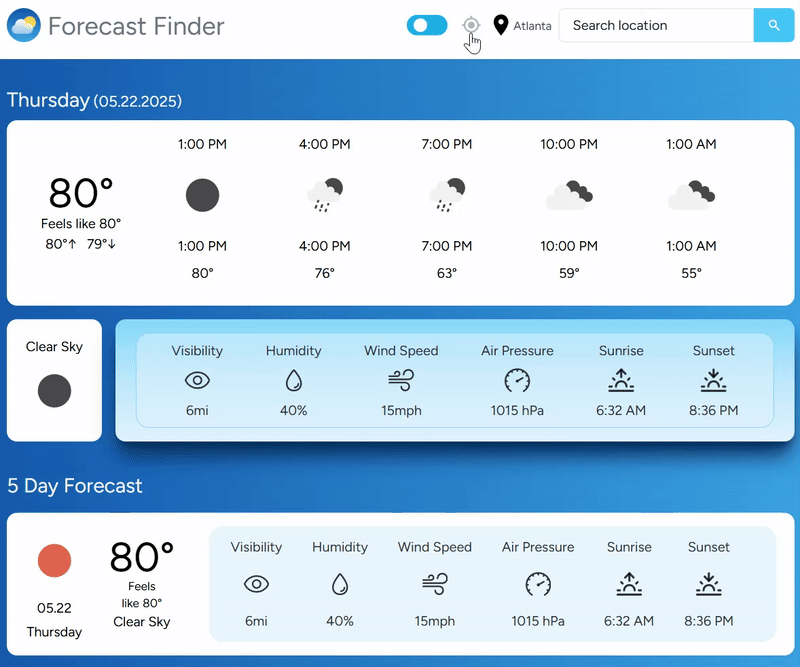 Forecast Finder
Atlanta
Search location
Thursday (05.22.2025)
1:00 PM 4:00 PM 7:00 PM 10:00 PM 1:00 AM
80°
Feels like 80°
80°↑ 79°↓
1:00 PM 4:00 PM 7:00 PM 10:00 PM 1:00 AM
80° 76° 63° 59° 55°
Clear Sky
Visibility Humidity Wind Speed Air Pressure Sunrise Sunset
6mi 40% 15mph 1015 hPa 6:32 AM 8:36 PM
5 Day Forecast
05.22
Thursday
80°
Feels
like 80°
Clear Sky
Visibility Humidity Wind Speed Air Pressure Sunrise Sunset
6mi 40% 15mph 1015 hPa 6:32 AM 8:36 PM